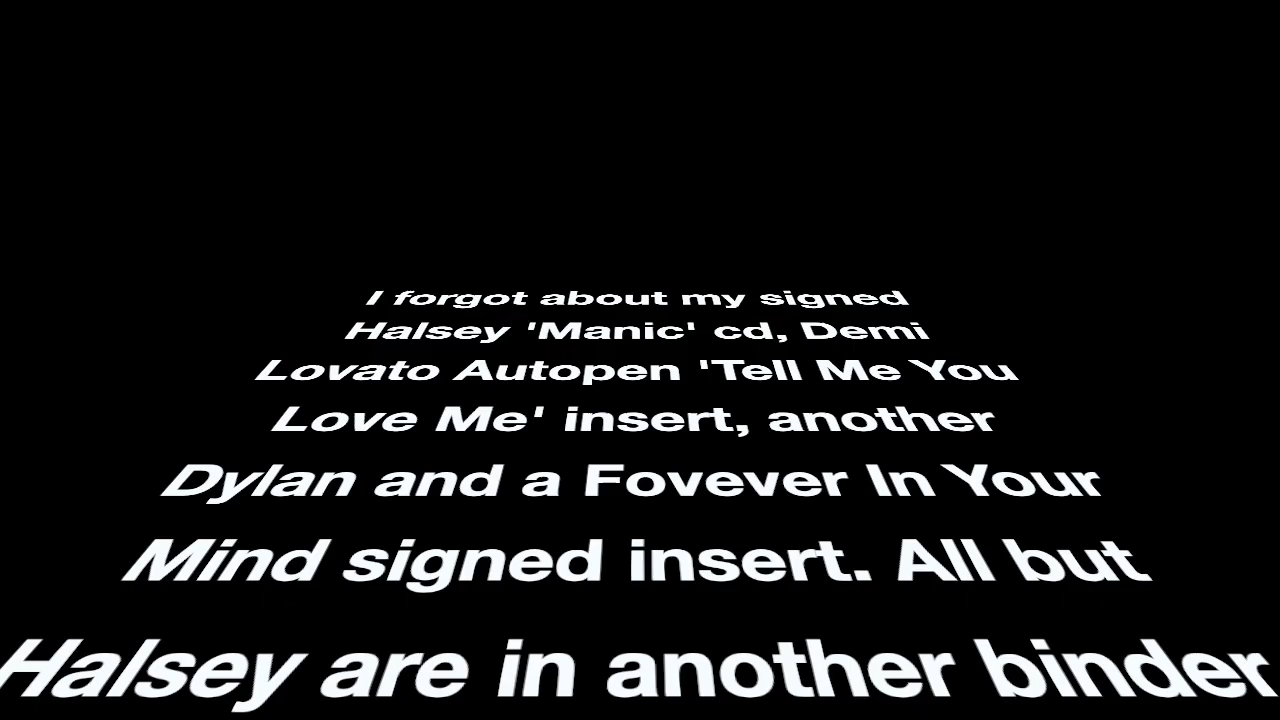 I forgot about my signed
Halsey 'Manic' cd, Demi
Lovato Autopen 'Tell Me You
Love Me' insert, another
Dylan and a Fovever In Your
Mind signed insert. All but
Halsey are in another binder